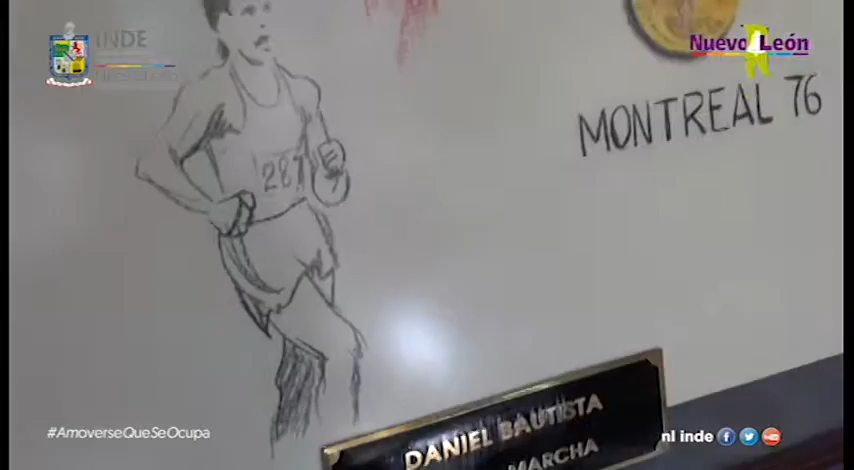 INDE
Nuevo León
MONTREAL 76
287
DANIEL BAUTISTA
MARCHA
#AmoverseQueSeOcupa
nl inde